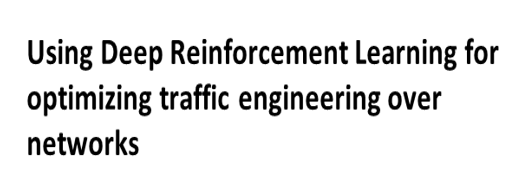 Using Deep Reinforcement Learning for
optimizing traffic engineering over
networks